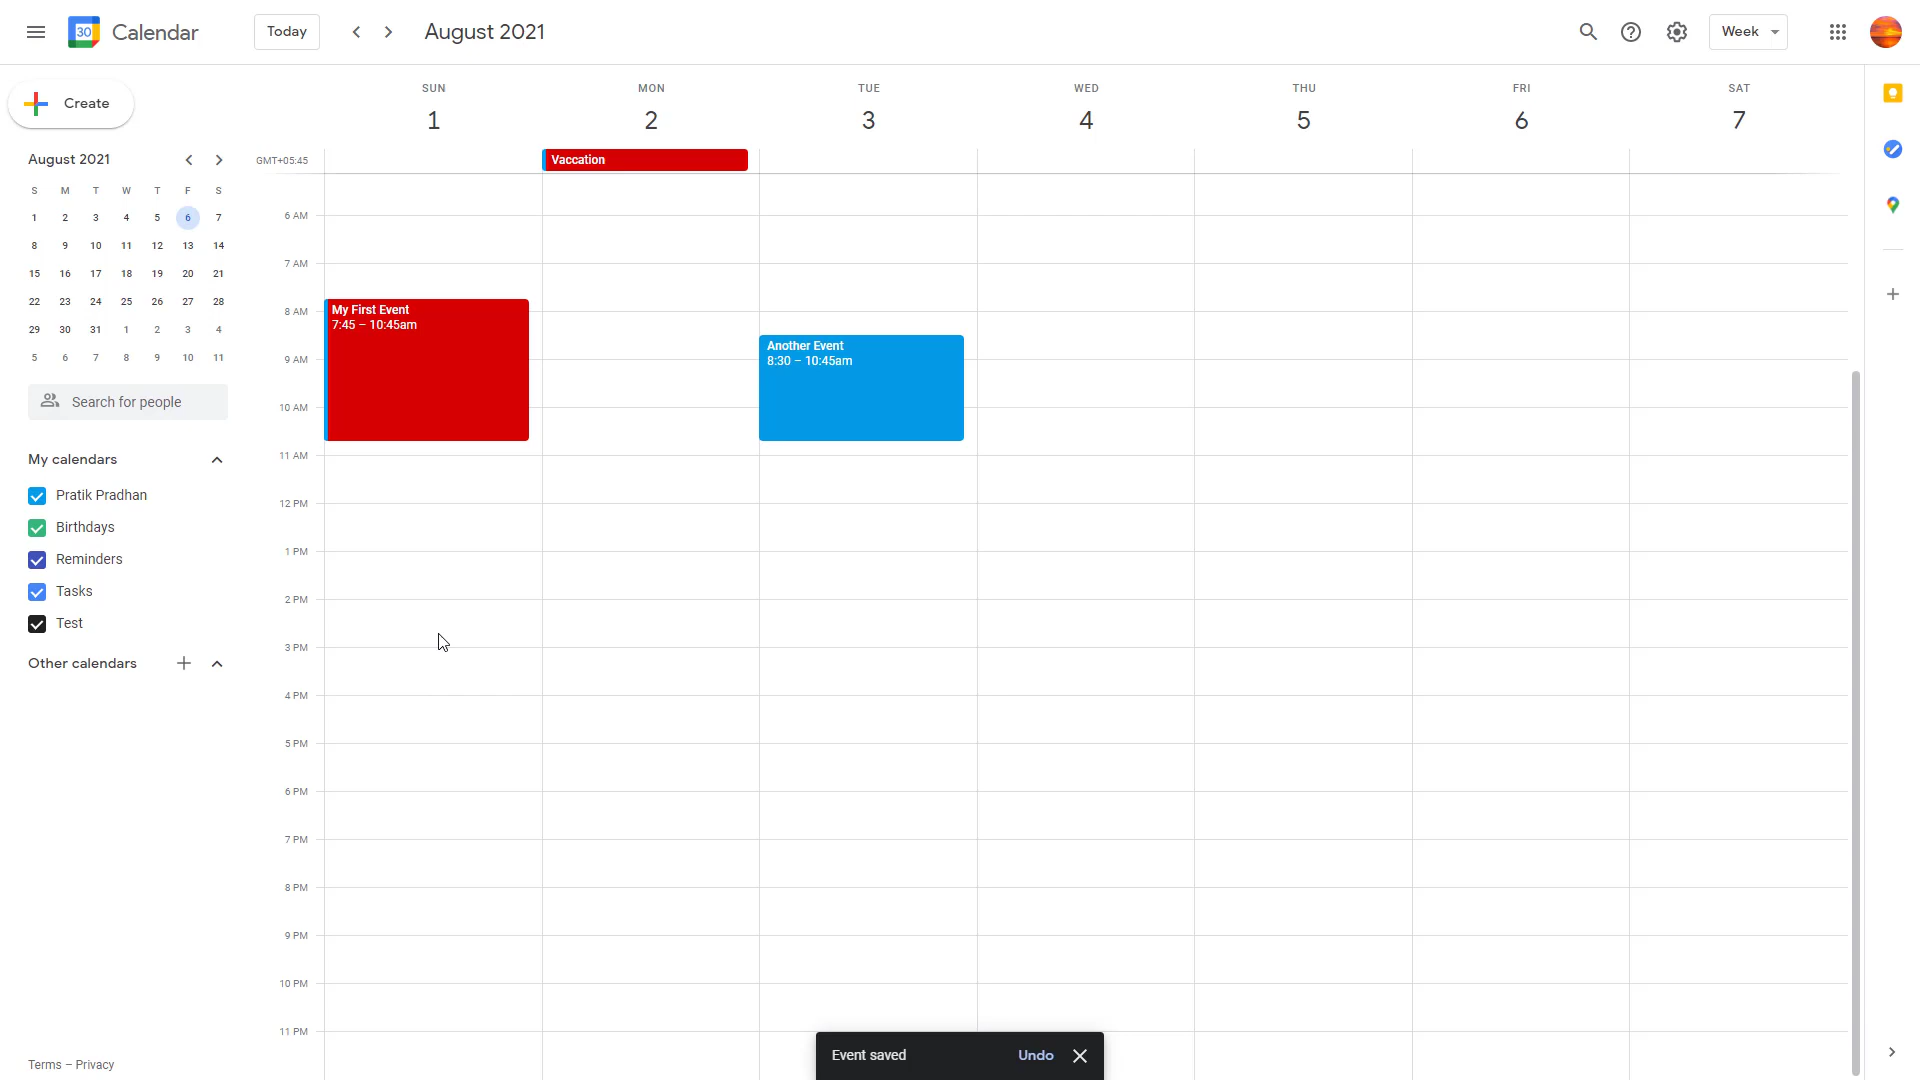 30 Calendar Today August 2021 Week
Create
August 2021
S M T W T F S
1 2 3 4 5 6 7
8 9 10 11 12 13 14
15 16 17 18 19 20 21
22 23 24 25 26 27 28
29 30 31 1 2 3 4
5 6 7 8 9 10 11
Search for people
My calendars
Pratik Pradhan
Birthdays
Reminders
Tasks
Test
Other calendars
Terms – Privacy
SUN MON TUE WED THU FRI SAT
1 2 3 4 5 6 7
GMT+05:45
Vaccation
6 AM
7 AM
8 AM
9 AM
10 AM
11 AM
12 PM
1 PM
2 PM
3 PM
4 PM
5 PM
6 PM
7 PM
8 PM
9 PM
10 PM
11 PM
My First Event
7:45 – 10:45am
Another Event
8:30 – 10:45am
Event saved Undo